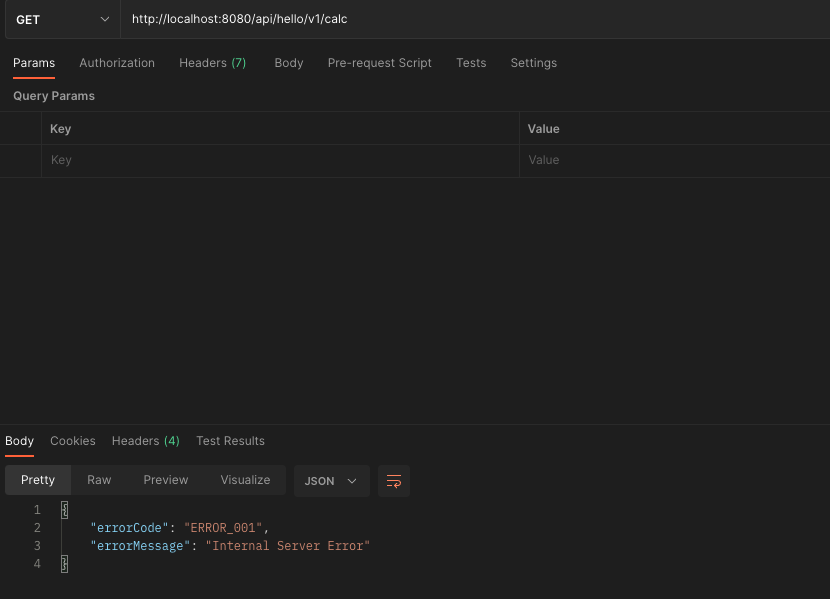 GET http://localhost:8080/api/hello/v1/calc
Params Authorization Headers (7) Body Pre-request Script Tests Settings
Query Params
Key Value
Key Value
Body Cookies Headers (4) Test Results
Pretty Raw Preview Visualize JSON
1 {
2 "errorCode": "ERROR_001",
3 "errorMessage": "Internal Server Error"
4 }